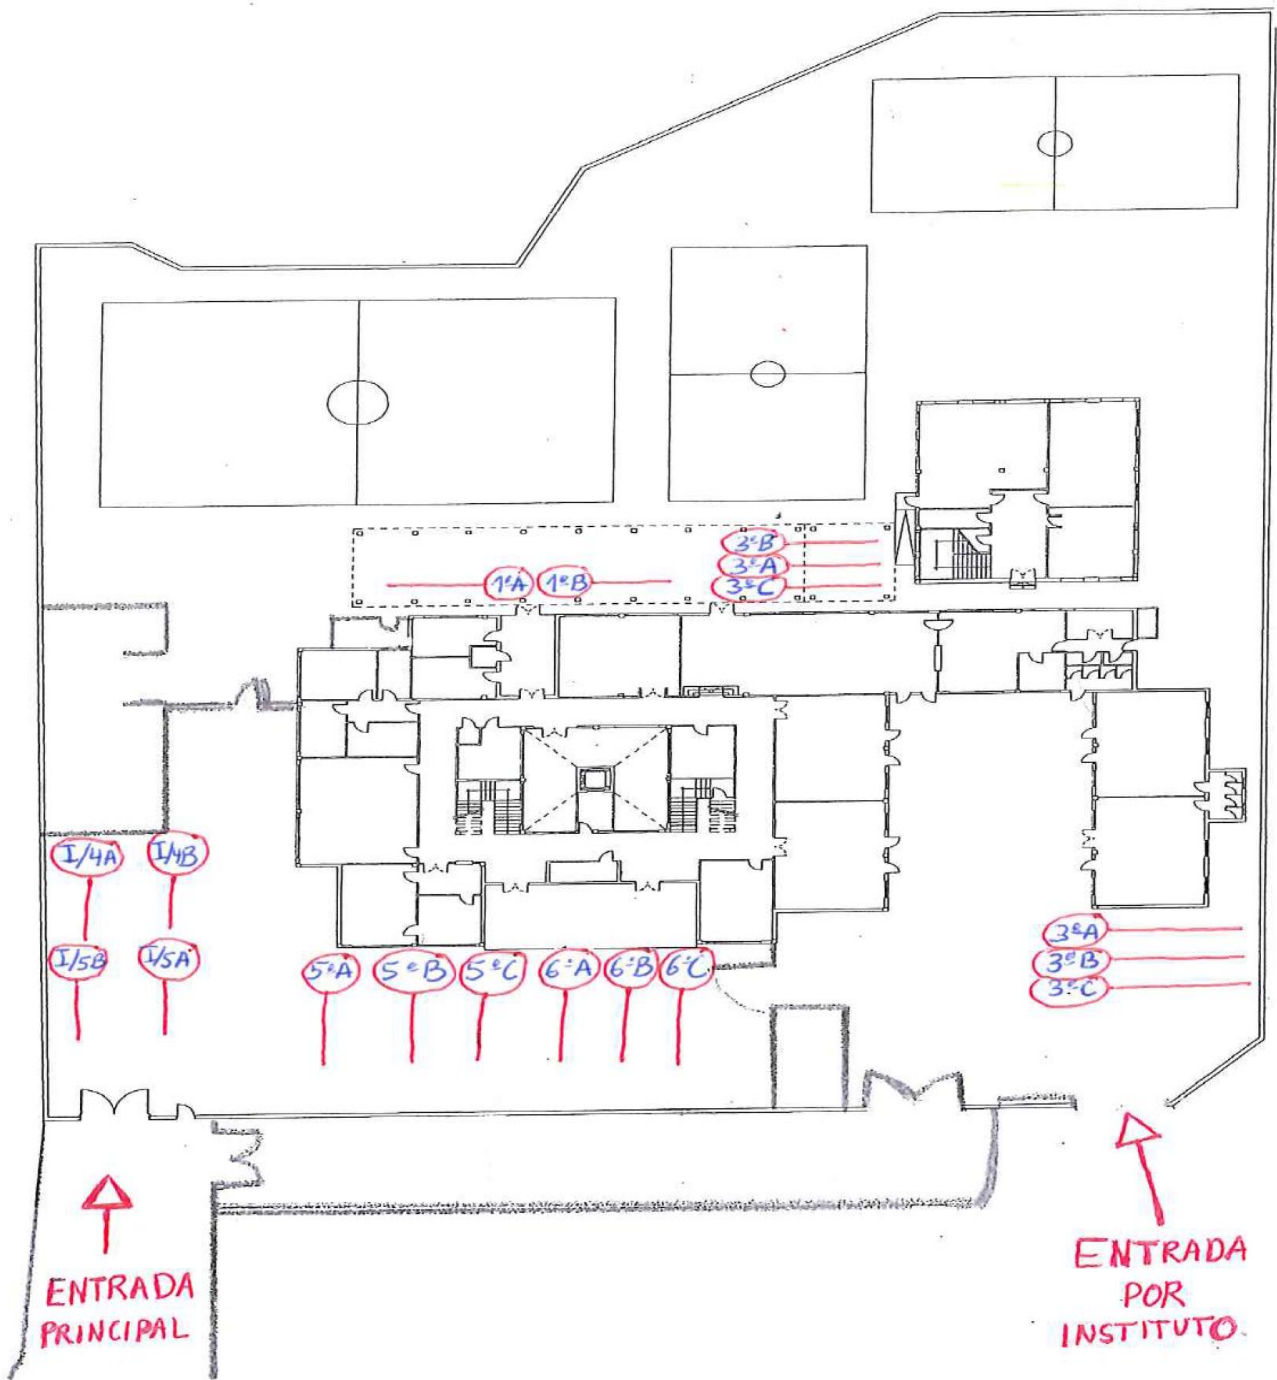 3ºB
3ºA
3ºC
1ºA 1ºB
I/4A I/4B
I/5B I/5A
5ºA 5ºB 5ºC 6ºA 6ºB 6ºC
3ºA
3ºB
3ºC
ENTRADA
PRINCIPAL
ENTRADA
POR
INSTITUTO.